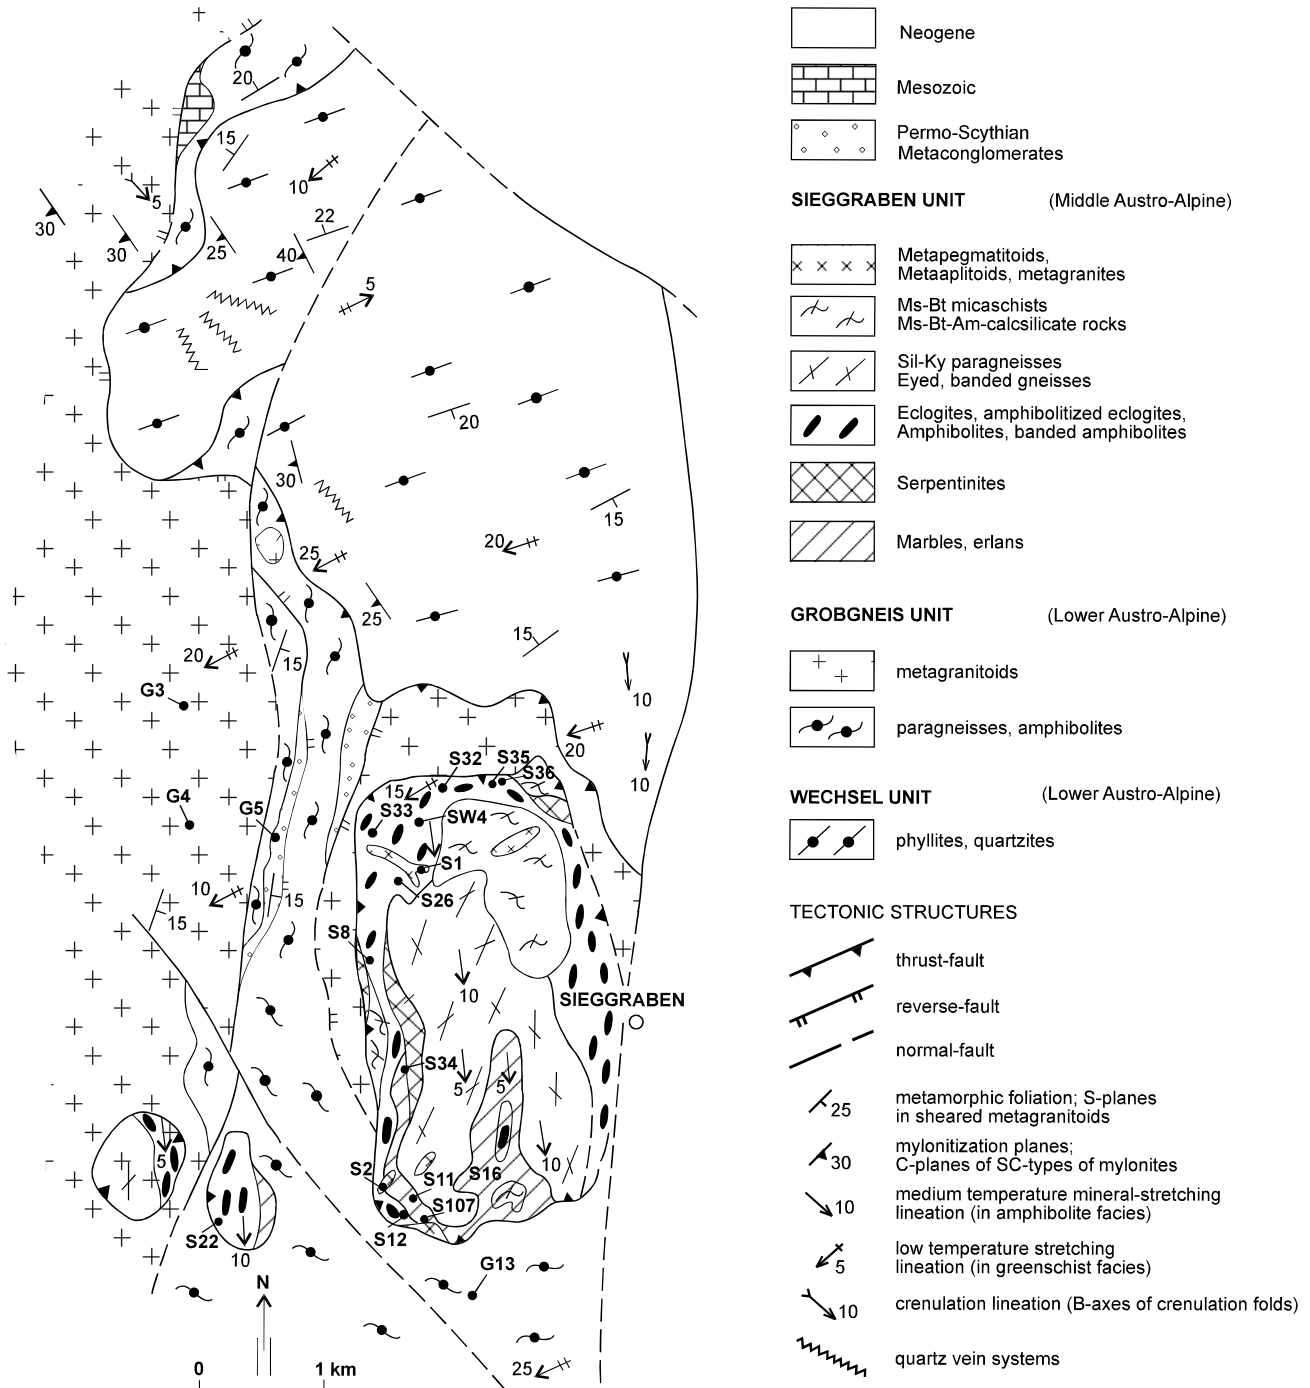 20
15
5
10
30
30
25
22
40
5
20
30
15
25
20
25
15
20
15
10
G3
20
10
S32
S35
S36
15
G4
G5
S33
SW4
S1
10
15
15
S26
S8
10
SIEGGRABEN
S34
5
5
5
10
S2
S11
S16
S107
S22
S12
10
G13
N
25
0
1 km
Neogene
Mesozoic
Permo-Scythian
Metaconglomerates
SIEGGRABEN UNIT (Middle Austro-Alpine)
Metapegmatitoids,
Metaaplitoids, metagranites
Ms-Bt micaschists
Ms-Bt-Am-calcsilicate rocks
Sil-Ky paragneisses
Eyed, banded gneisses
Eclogites, amphibolitized eclogites,
Amphibolites, banded amphibolites
Serpentinites
Marbles, erlans
GROBGNEIS UNIT (Lower Austro-Alpine)
metagranitoids
paragneisses, amphibolites
WECHSEL UNIT (Lower Austro-Alpine)
phyllites, quartzites
TECTONIC STRUCTURES
thrust-fault
reverse-fault
normal-fault
25 metamorphic foliation; S-planes
in sheared metagranitoids
30 mylonitization planes;
C-planes of SC-types of mylonites
10 medium temperature mineral-stretching
lineation (in amphibolite facies)
5 low temperature stretching
lineation (in greenschist facies)
10 crenulation lineation (B-axes of crenulation folds)
quartz vein systems